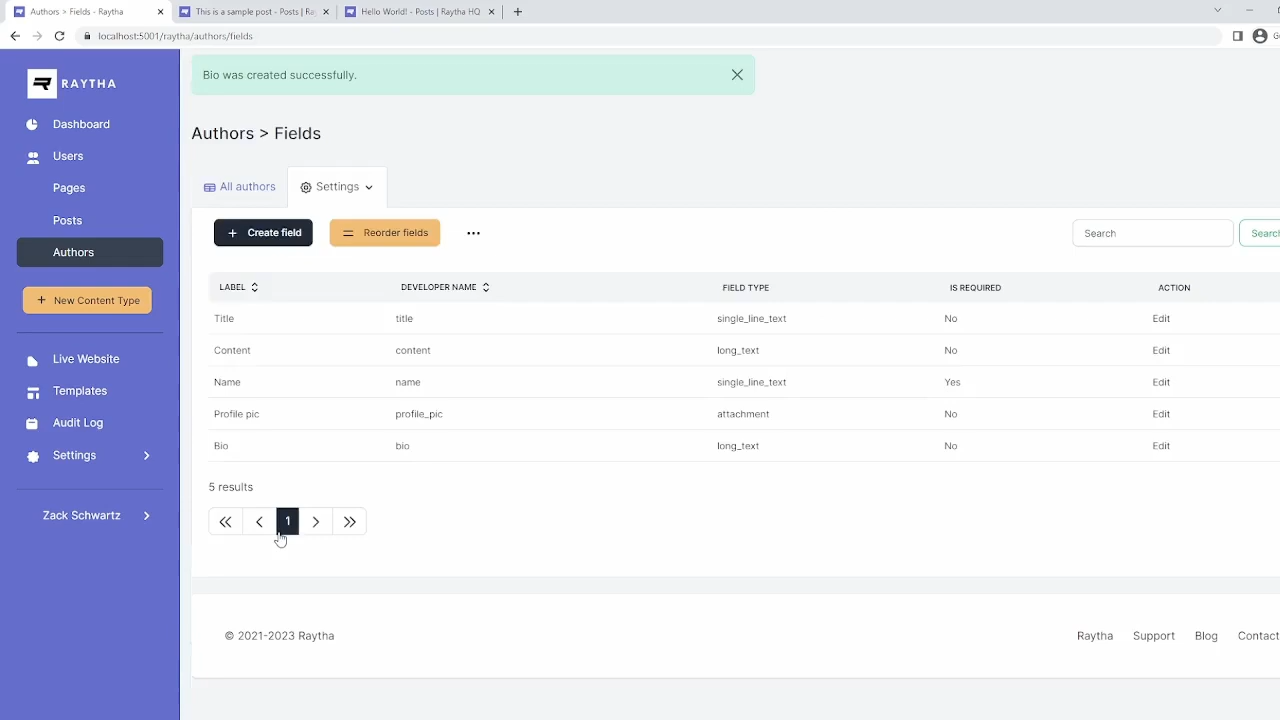 Authors > Fields - Raytha
This is a sample post - Posts | Ra
Hello World! - Posts | Raytha HQ
localhost:5001/raytha/authors/fields
RAYTHA
Dashboard
Users
Pages
Posts
Authors
New Content Type
Live Website
Templates
Audit Log
Settings
Zack Schwartz
Bio was created successfully.
Authors > Fields
All authors
Settings
Create field
Reorder fields
Search
Search
LABEL DEVELOPER NAME FIELD TYPE IS REQUIRED ACTION
Title title single_line_text No Edit
Content content long_text No Edit
Name name single_line_text Yes Edit
Profile pic profile_pic attachment No Edit
Bio bio long_text No Edit
5 results
1
© 2021-2023 Raytha
Raytha Support Blog Contact